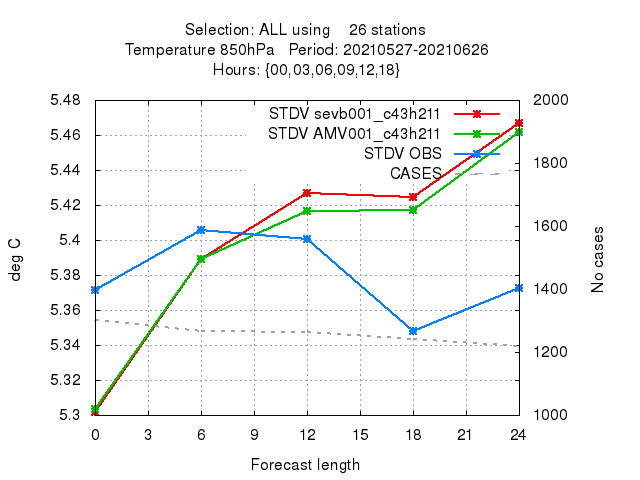 Selection: ALL using 26 stations
Temperature 850hPa Period: 20210527-20210626
Hours: {00,03,06,09,12,18}
STDV sevb001_c43h211
STDV AMV001_c43h211
STDV OBS
CASES
deg C
5.48
5.46
5.44
5.42
5.4
5.38
5.36
5.34
5.32
5.3
No cases
2000
1800
1600
1400
1200
1000
0 3 6 9 12 15 18 21 24
Forecast length